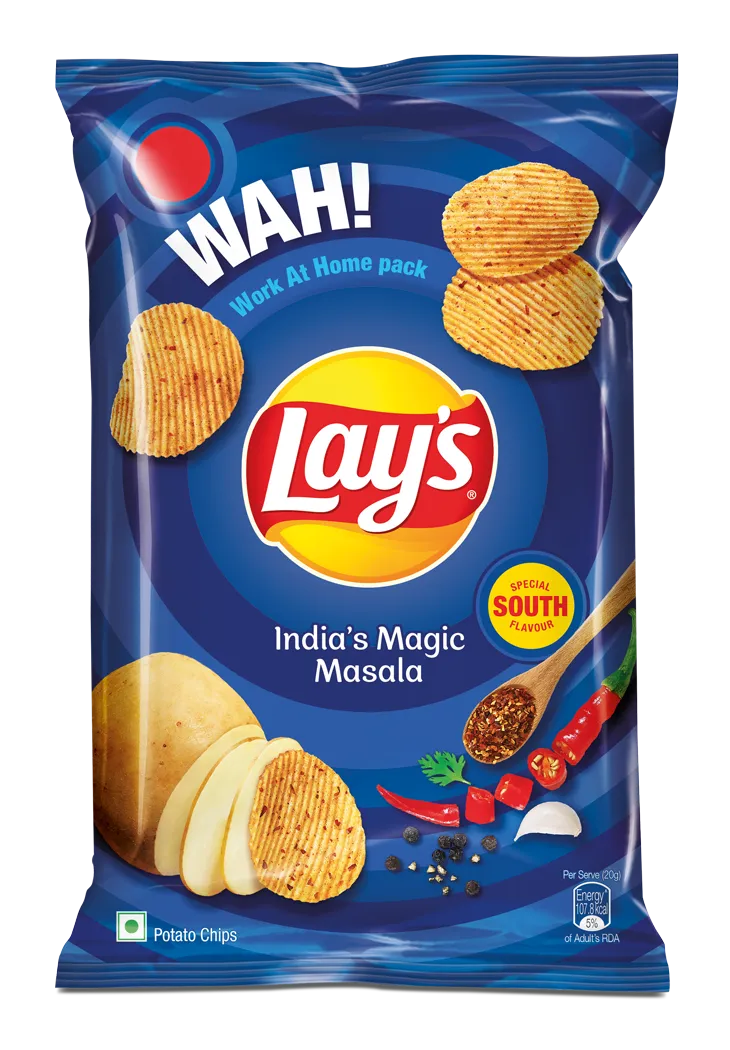 WAH!
Work At Home pack
Lay's®
SPECIAL
SOUTH
FLAVOUR
India's Magic
Masala
Per Serve (20g)
Energy*
107.8 kcal
5%
of Adult's RDA
Potato Chips